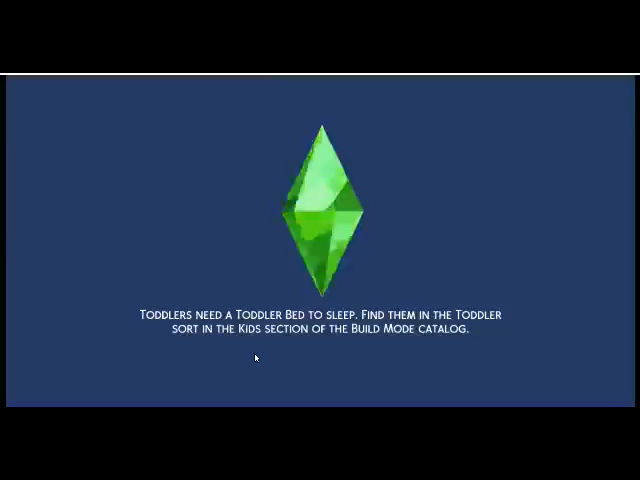 Toddlers need a Toddler Bed to sleep. Find them in the Toddler
sort in the Kids section of the Build Mode catalog.